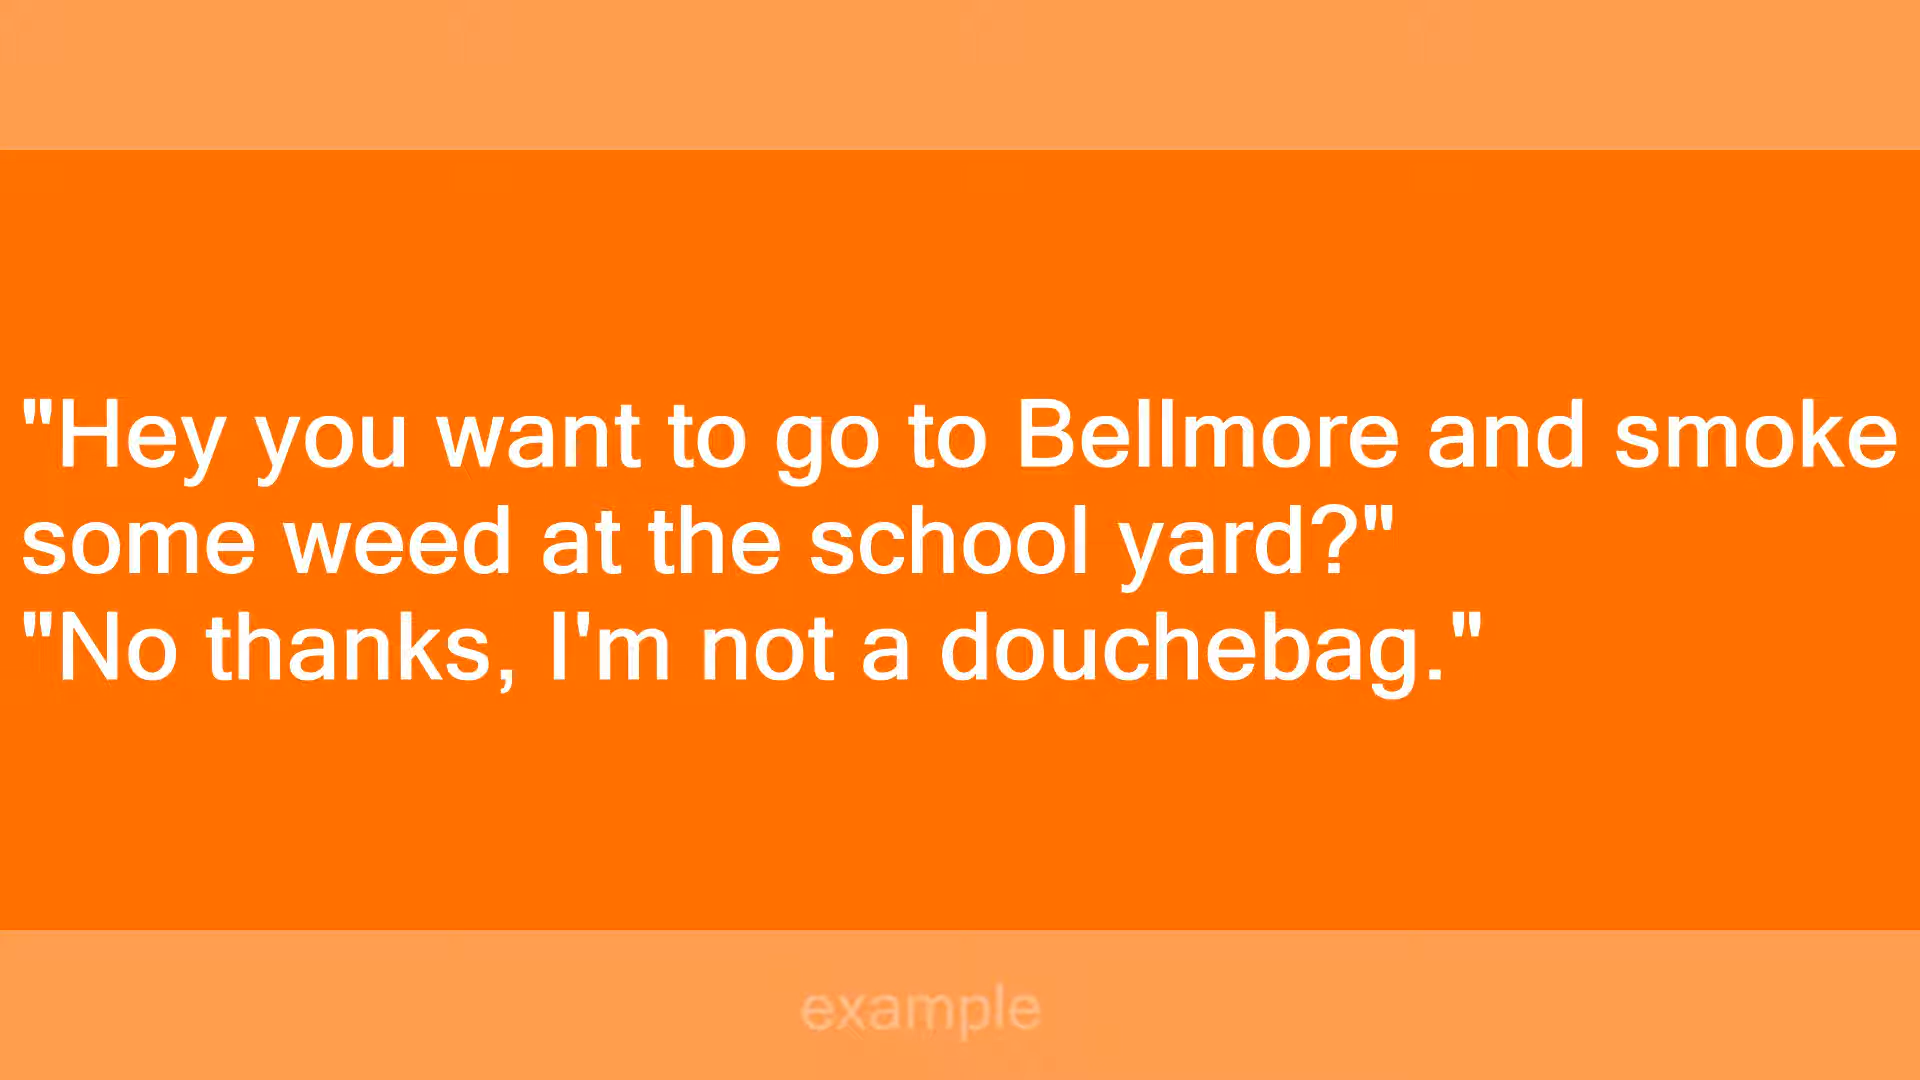 "Hey you want to go to Bellmore and smoke
some weed at the school yard?"
"No thanks, I'm not a douchebag."
example